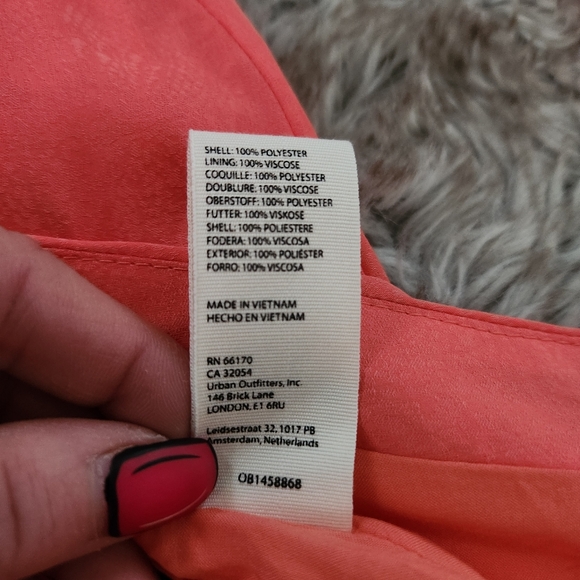 SHELL: 100% POLYESTER
LINING: 100% VISCOSE
COQUILLE: 100% POLYESTER
DOUBLURE: 100% VISCOSE
OBERSTOFF: 100% POLYESTER
FUTTER: 100% VISKOSE
SHELL: 100% POLIESTERE
FODERA: 100% VISCOSA
EXTERIOR: 100% POLIÉSTER
FORRO: 100% VISCOSA
MADE IN VIETNAM
HECHO EN VIETNAM
RN 66170
CA 32054
Urban Outfitters, Inc.
146 Brick Lane
LONDON, E1 6RU
Leidsestraat 32, 1017 PB
Amsterdam, Netherlands
OB1458868